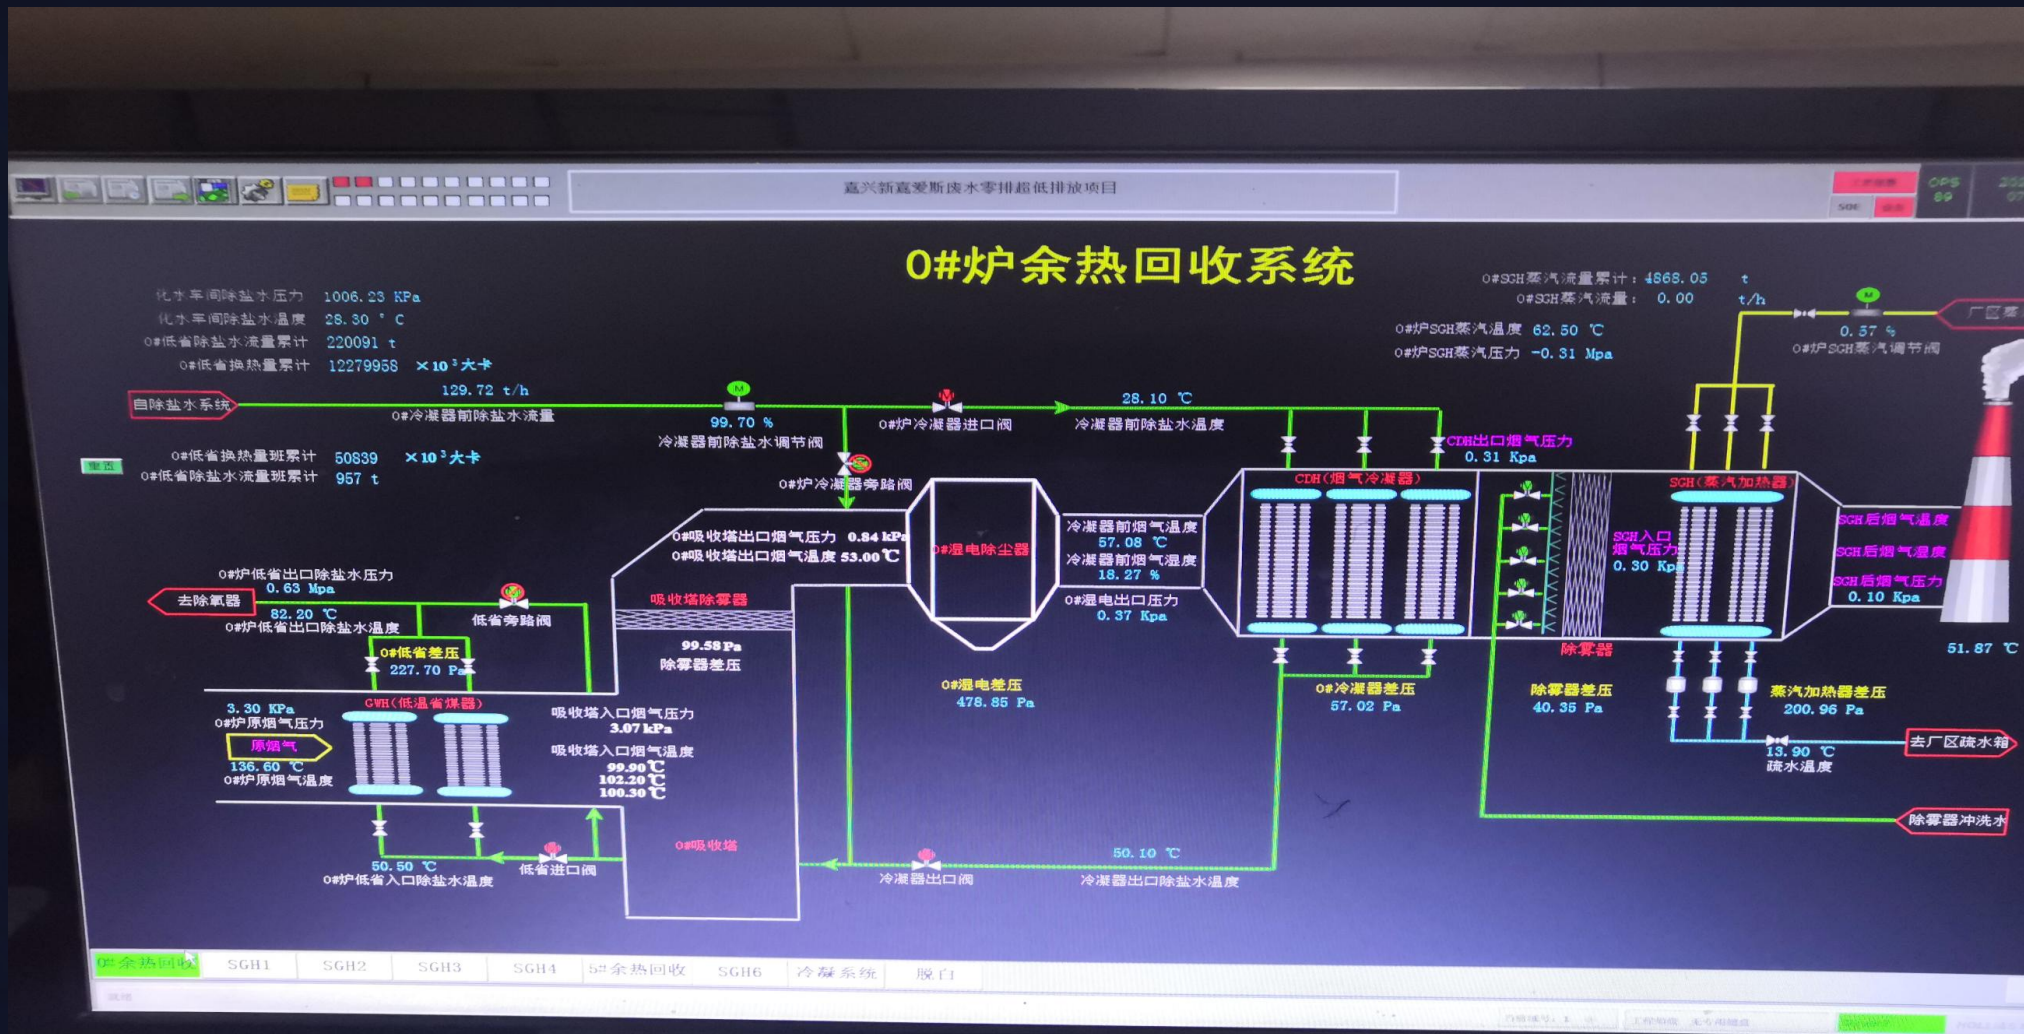 嘉兴新嘉爱斯废水零排超低排放项目
OPS
89
SOE
0#炉余热回收系统
化水车间除盐水压力 1006.23 KPa
化水车间除盐水温度 28.30 ° C
0#低省除盐水流量累计 220091 t
0#低省换热量累计 12279958 ×10³大卡
0#SGH蒸汽流量累计: 4868.05 t
0#SGH蒸汽流量: 0.00 t/h
0#炉SGH蒸汽温度 62.50 ℃
0#炉SGH蒸汽压力 -0.31 Mpa
M
0.57 %
0#炉SGH蒸汽调节阀
厂区蒸
自除盐水系统
129.72 t/h
0#冷凝器前除盐水流量
M
99.70 %
冷凝器前除盐水调节阀
0#炉冷凝器进口阀
28.10 ℃
冷凝器前除盐水温度
CDH出口烟气压力
0.31 Kpa
重置
0#低省换热量班累计 50839 ×10³大卡
0#低省除盐水流量班累计 957 t
0#炉冷凝器旁路阀
CDH(烟气冷凝器)
SGH(蒸汽加热器)
0#吸收塔出口烟气压力 0.84 kPa
0#吸收塔出口烟气温度 53.00℃
0#湿电除尘器
冷凝器前烟气温度
57.08 ℃
冷凝器前烟气湿度
18.27 %
0#湿电出口压力
0.37 Kpa
SGH入口
烟气压力
0.30 Kpa
SGH后烟气温度
SGH后烟气湿度
SGH后烟气压力
0.10 Kpa
51.87 ℃
0#炉低省出口除盐水压力
0.63 Mpa
去除氧器
82.20 ℃
0#炉低省出口除盐水温度
低省旁路阀
吸收塔除雾器
99.58Pa
除雾器差压
0#低省差压
227.70 Pa
除雾器
0#湿电差压
478.85 Pa
0#冷凝器差压
57.02 Pa
除雾器差压
40.35 Pa
蒸汽加热器差压
200.96 Pa
3.30 KPa
0#炉原烟气压力
原烟气
136.60 ℃
0#炉原烟气温度
GWH(低温省煤器)
吸收塔入口烟气压力
3.07kPa
吸收塔入口烟气温度
99.90℃
102.20℃
100.30℃
13.90 ℃
疏水温度
去厂区疏水箱
除雾器冲洗水
0#吸收塔
50.50 ℃
0#炉低省入口除盐水温度
低省进口阀
冷凝器出口阀
50.10 ℃
冷凝器出口除盐水温度
0#余热回收
SGH1
SGH2
SGH3
SGH4
5#余热回收
SGH6
冷凝系统
脱白